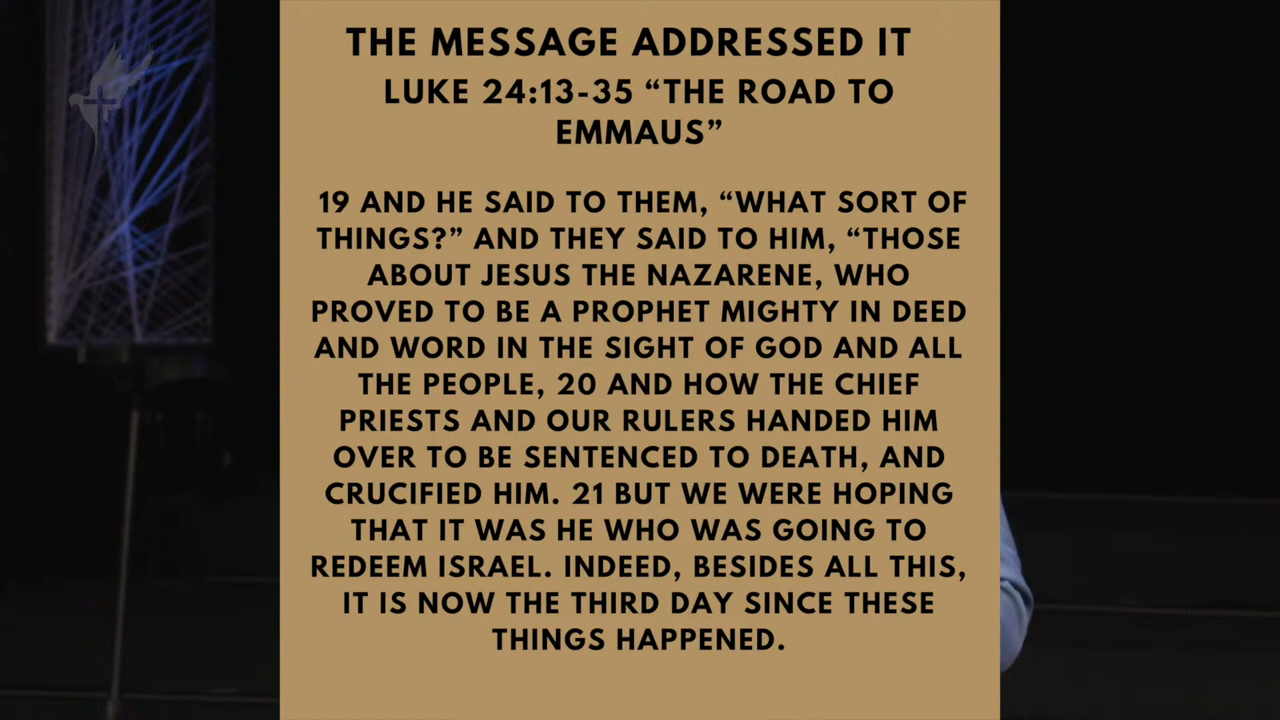 THE MESSAGE ADDRESSED IT
LUKE 24:13-35 “THE ROAD TO
EMMAUS”
19 AND HE SAID TO THEM, “WHAT SORT OF
THINGS?” AND THEY SAID TO HIM, “THOSE
ABOUT JESUS THE NAZARENE, WHO
PROVED TO BE A PROPHET MIGHTY IN DEED
AND WORD IN THE SIGHT OF GOD AND ALL
THE PEOPLE, 20 AND HOW THE CHIEF
PRIESTS AND OUR RULERS HANDED HIM
OVER TO BE SENTENCED TO DEATH, AND
CRUCIFIED HIM. 21 BUT WE WERE HOPING
THAT IT WAS HE WHO WAS GOING TO
REDEEM ISRAEL. INDEED, BESIDES ALL THIS,
IT IS NOW THE THIRD DAY SINCE THESE
THINGS HAPPENED.